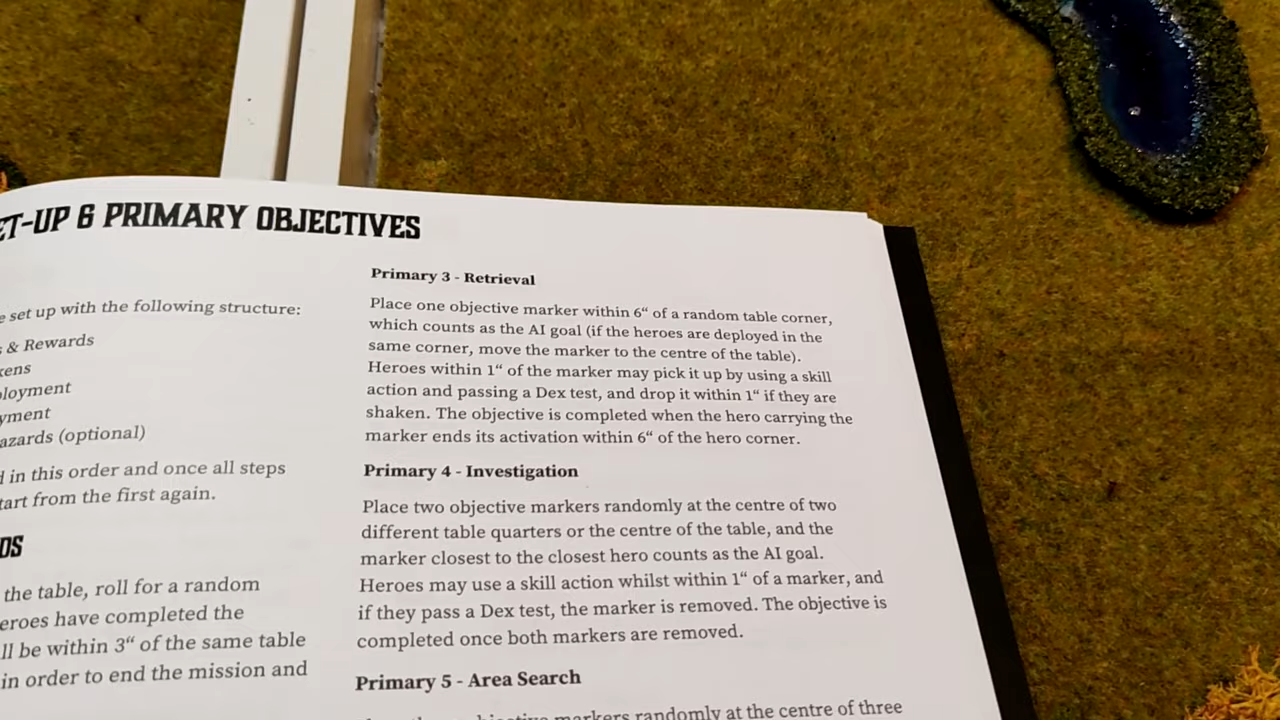 ET-UP & PRIMARY OBJECTIVES
e set up with the following structure:
s & Rewards
kens
ployment
yment
azards (optional)
d in this order and once all steps
tart from the first again.
DS
the table, roll for a random
eroes have completed the
ll be within 3“ of the same table
in order to end the mission and
Primary 3 - Retrieval
Place one objective marker within 6“ of a random table corner,
which counts as the AI goal (if the heroes are deployed in the
same corner, move the marker to the centre of the table).
Heroes within 1“ of the marker may pick it up by using a skill
action and passing a Dex test, and drop it within 1“ if they are
shaken. The objective is completed when the hero carrying the
marker ends its activation within 6“ of the hero corner.
Primary 4 - Investigation
Place two objective markers randomly at the centre of two
different table quarters or the centre of the table, and the
marker closest to the closest hero counts as the AI goal.
Heroes may use a skill action whilst within 1“ of a marker, and
if they pass a Dex test, the marker is removed. The objective is
completed once both markers are removed.
Primary 5 - Area Search
markers randomly at the centre of three